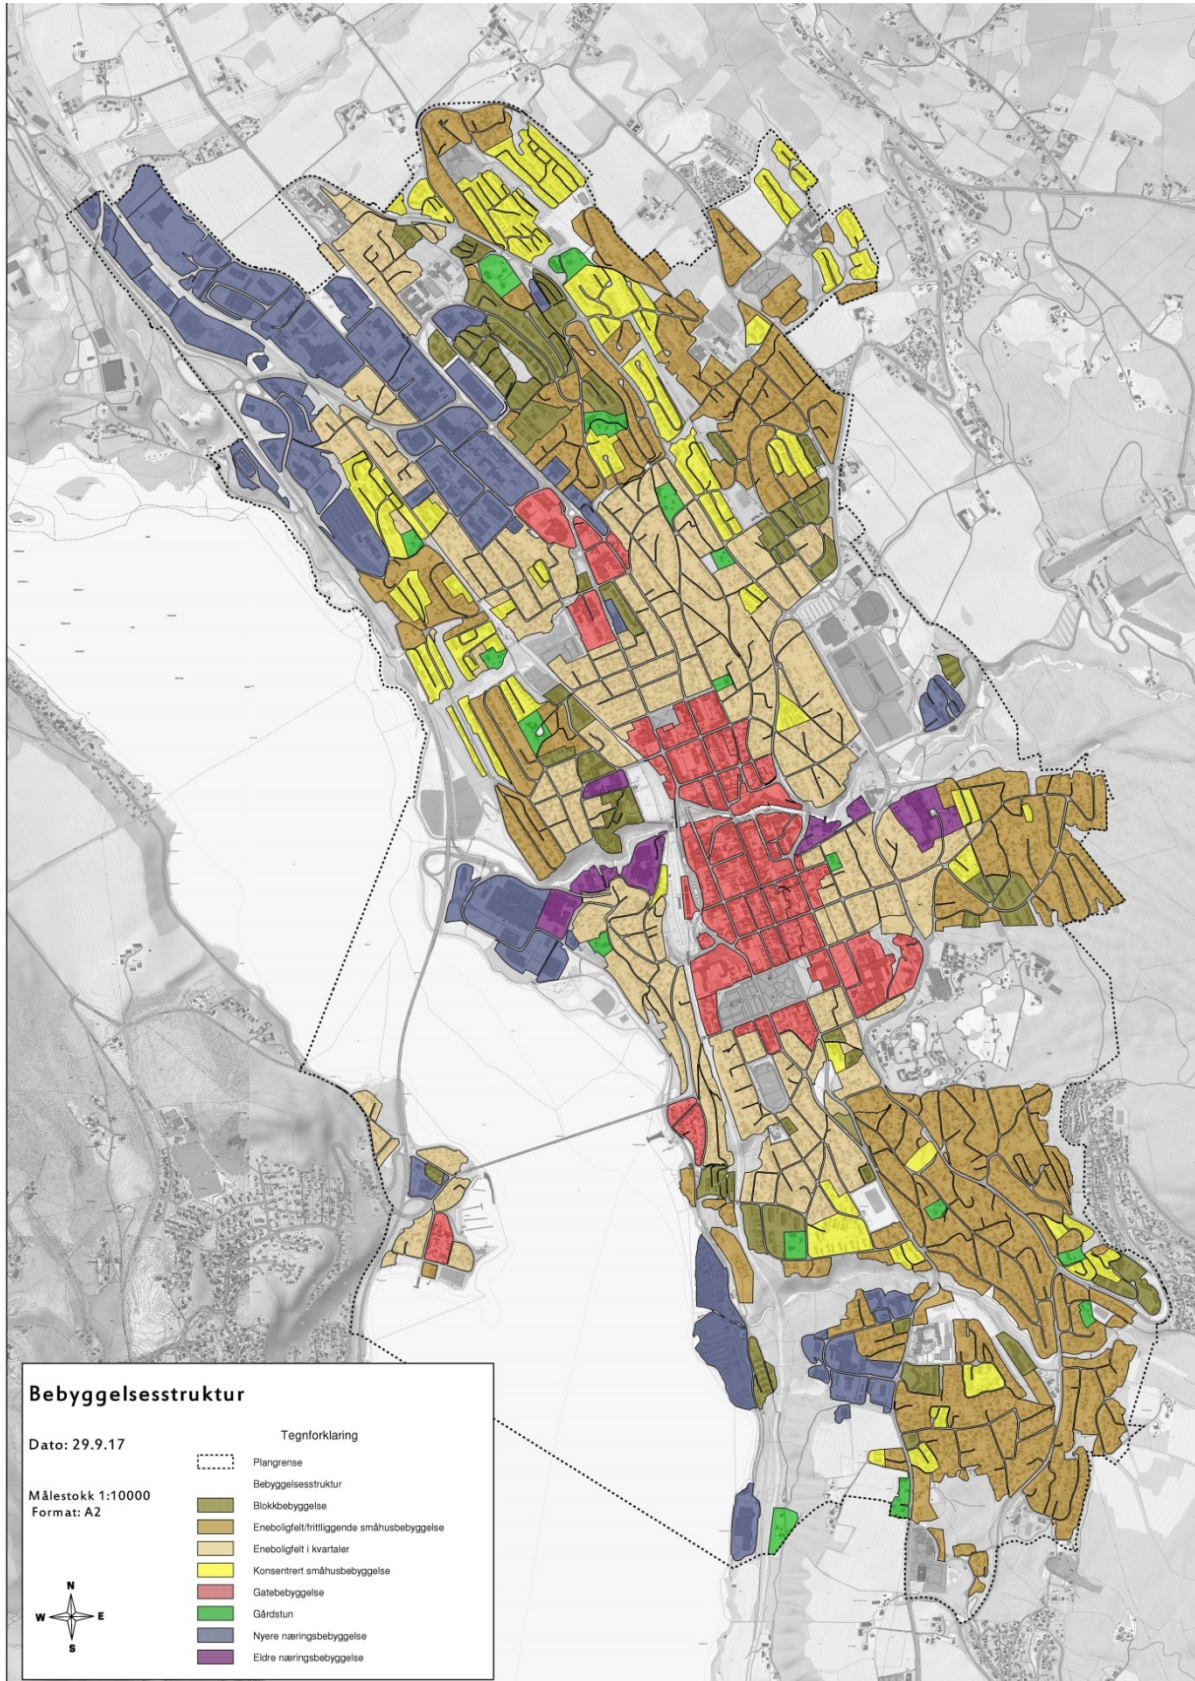 Bebyggelsesstruktur
Dato: 29.9.17
Målestokk 1:10000
Format: A2
Tegnforklaring
Plangrense
Bebyggelsesstruktur
Blokkbebyggelse
Eneboligfelt/frittliggende småhusbebyggelse
Eneboligfelt i kvartaler
Konsentrert småhusbebyggelse
Gatebebyggelse
Gårdstun
Nyere næringsbebyggelse
Eldre næringsbebyggelse
N
W E
S